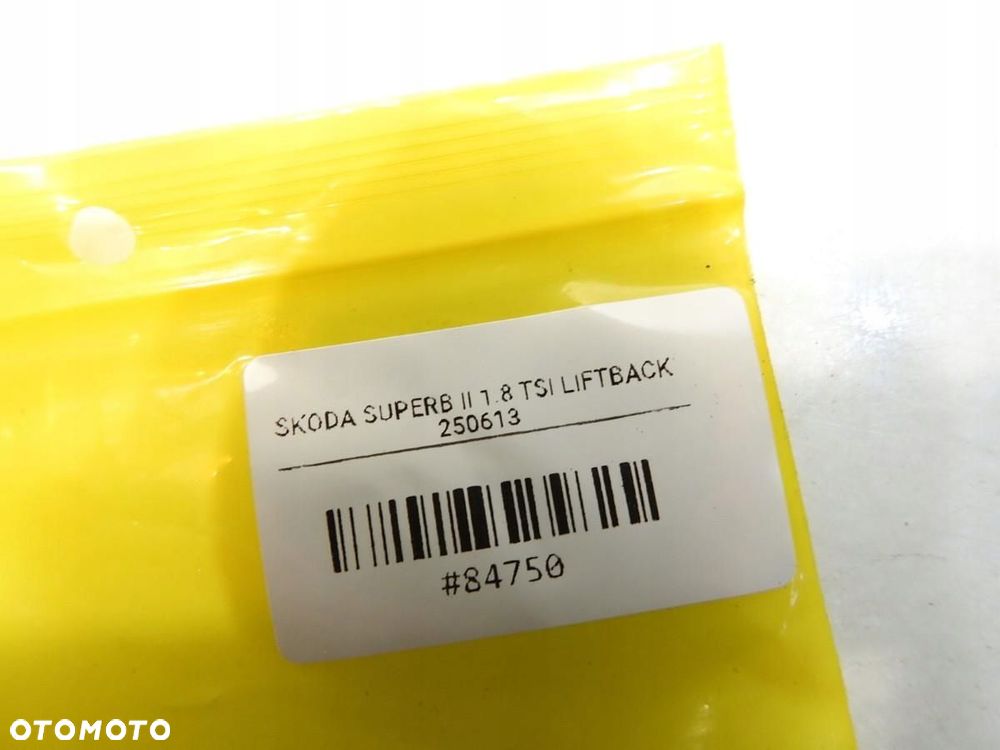 SKODA SUPERB II 1.8 TSI LIFTBACK
250613
#84750
OTOMOTO